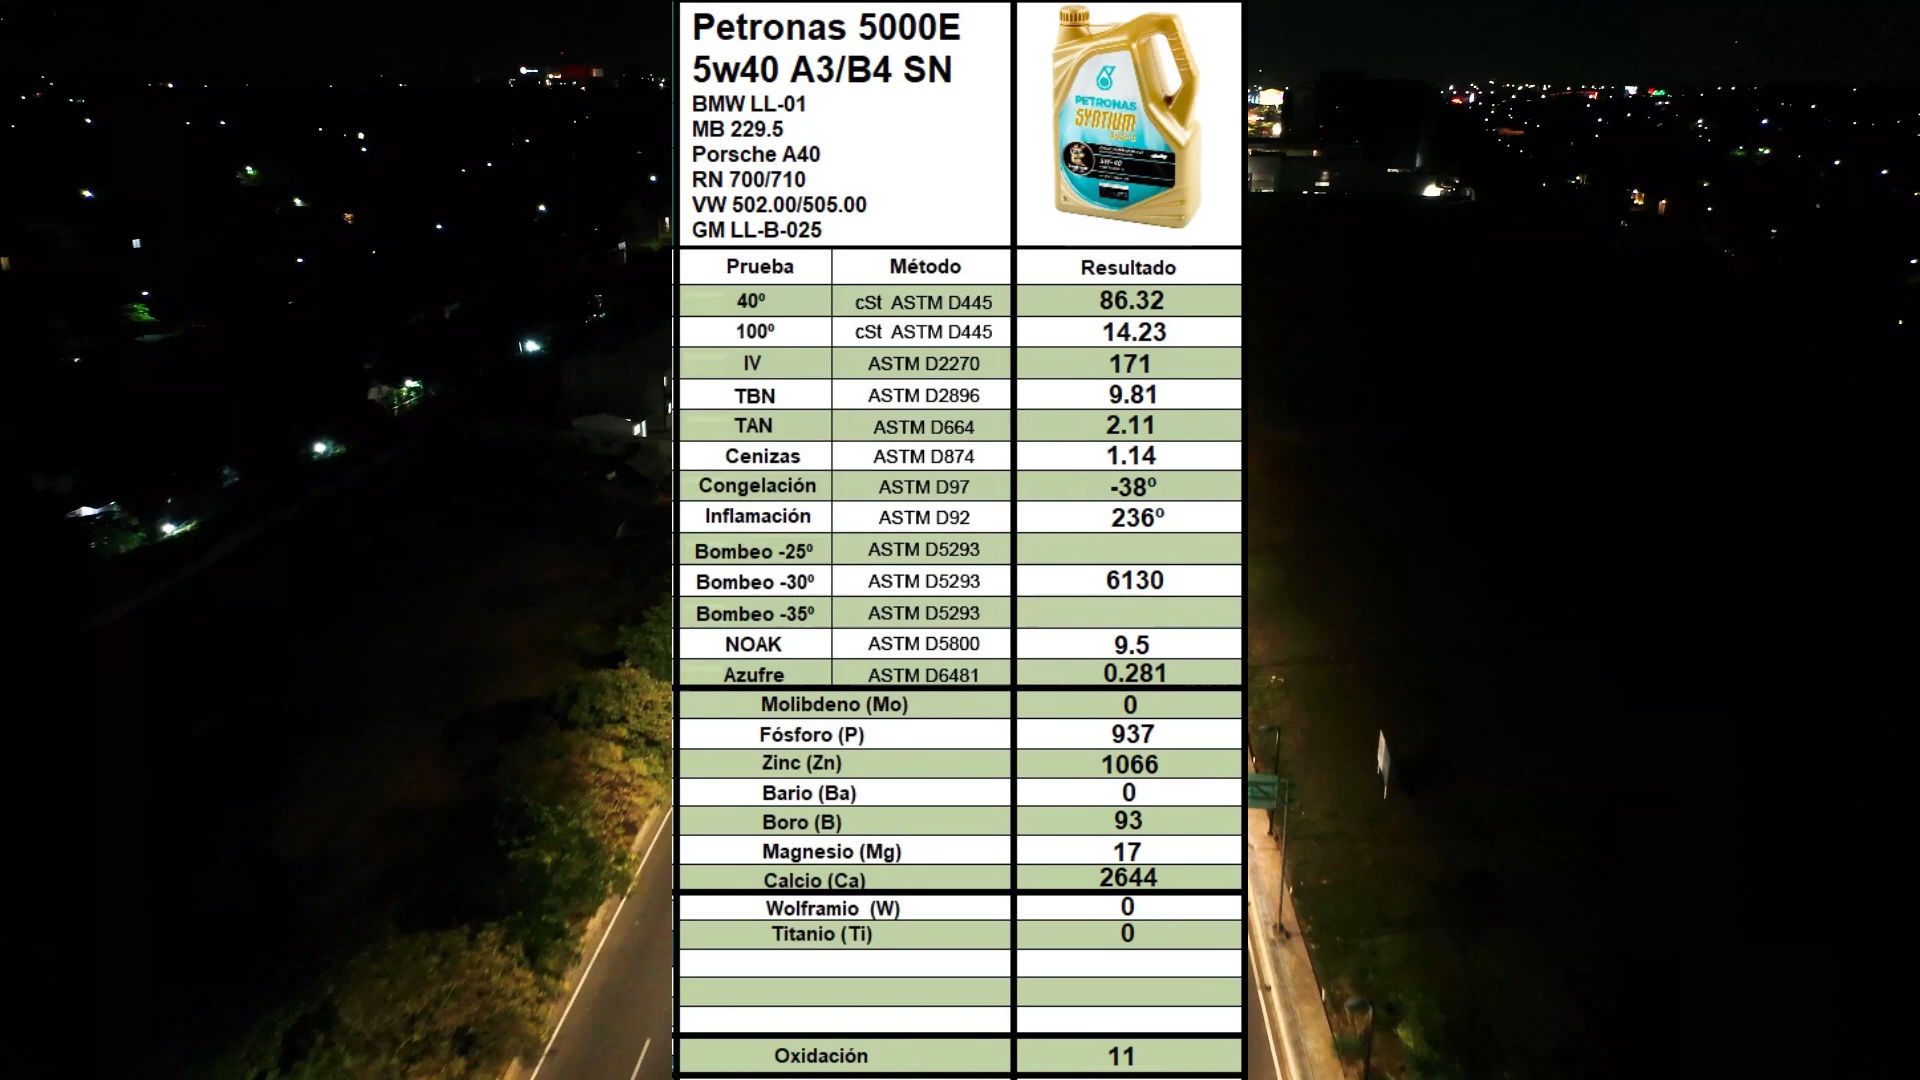 Petronas 5000E
5w40 A3/B4 SN
BMW LL-01
MB 229.5
Porsche A40
RN 700/710
VW 502.00/505.00
GM LL-B-025
PETRONAS
SYNTIUM
Prueba Método Resultado
40º cSt ASTM D445 86.32
100º cSt ASTM D445 14.23
IV ASTM D2270 171
TBN ASTM D2896 9.81
TAN ASTM D664 2.11
Cenizas ASTM D874 1.14
Congelación ASTM D97 -38º
Inflamación ASTM D92 236º
Bombeo -25º ASTM D5293
Bombeo -30º ASTM D5293 6130
Bombeo -35º ASTM D5293
NOAK ASTM D5800 9.5
Azufre ASTM D6481 0.281
Molibdeno (Mo) 0
Fósforo (P) 937
Zinc (Zn) 1066
Bario (Ba) 0
Boro (B) 93
Magnesio (Mg) 17
Calcio (Ca) 2644
Wolframio (W) 0
Titanio (Ti) 0
Oxidación 11